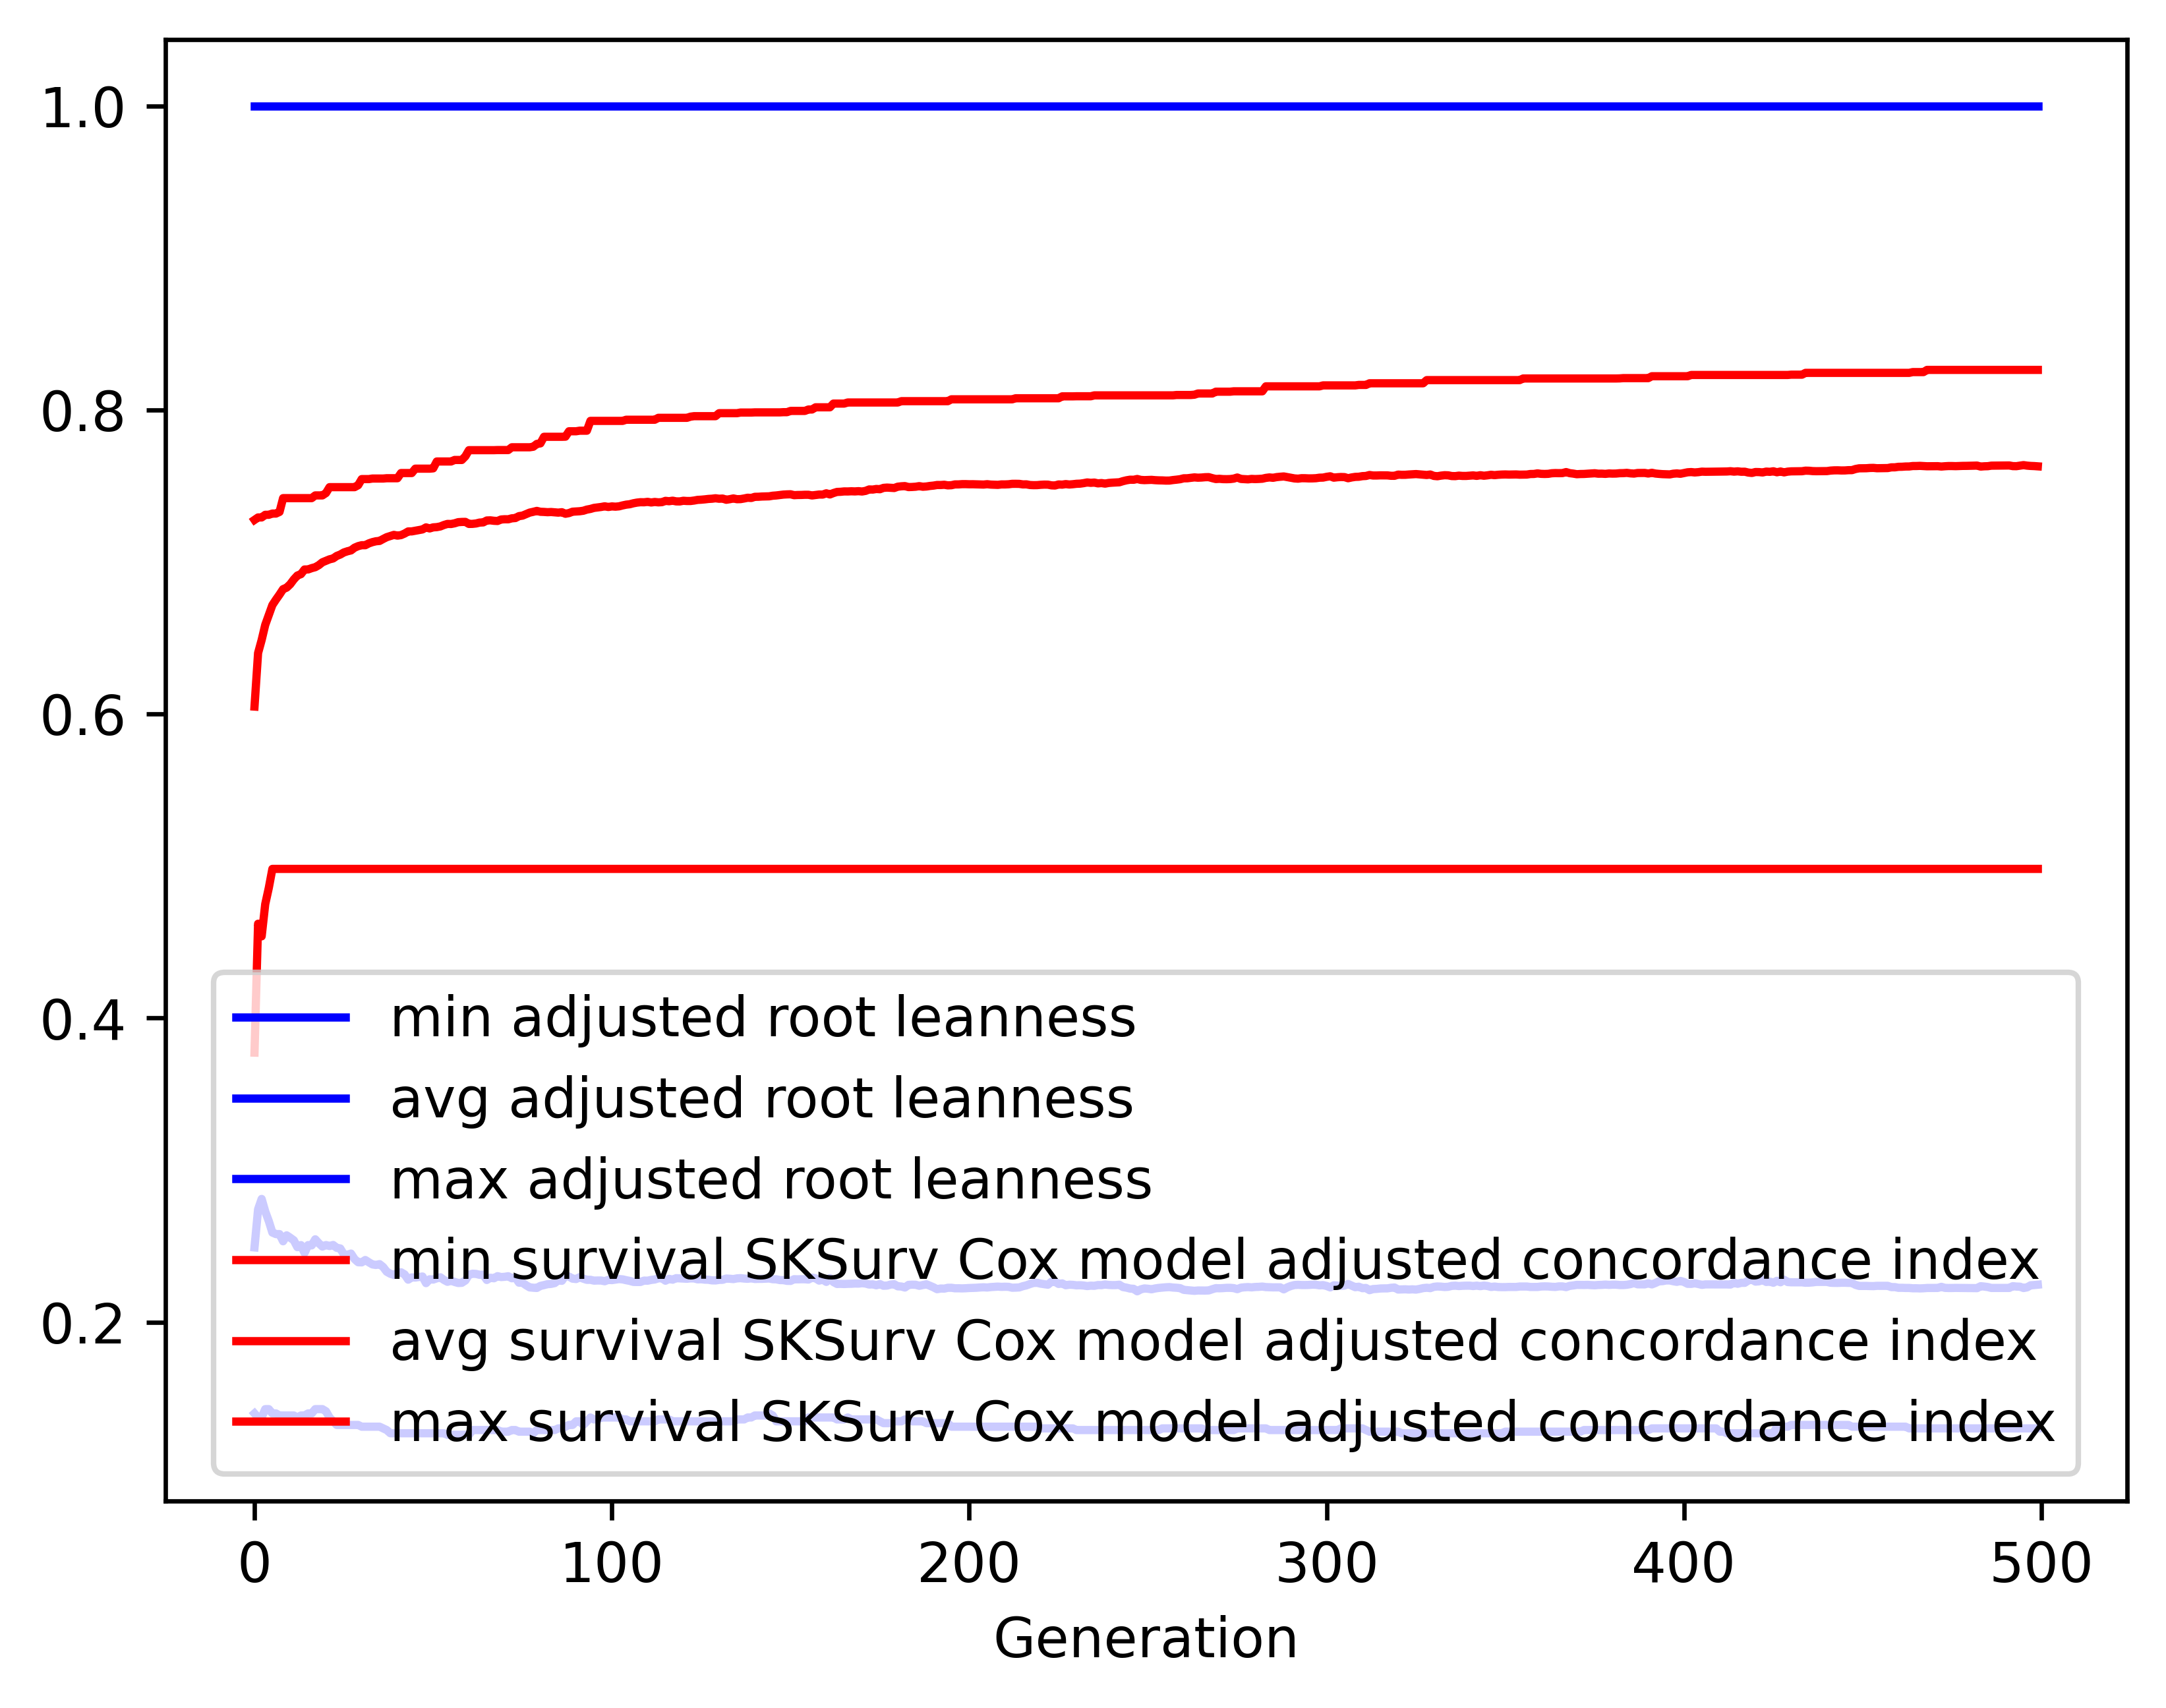 1.0
0.8
0.6
0.4
0.2
min adjusted root leanness
avg adjusted root leanness
max adjusted root leanness
min survival SKSurv Cox model adjusted concordance index
avg survival SKSurv Cox model adjusted concordance index
max survival SKSurv Cox model adjusted concordance index
0 100 200 300 400 500
Generation